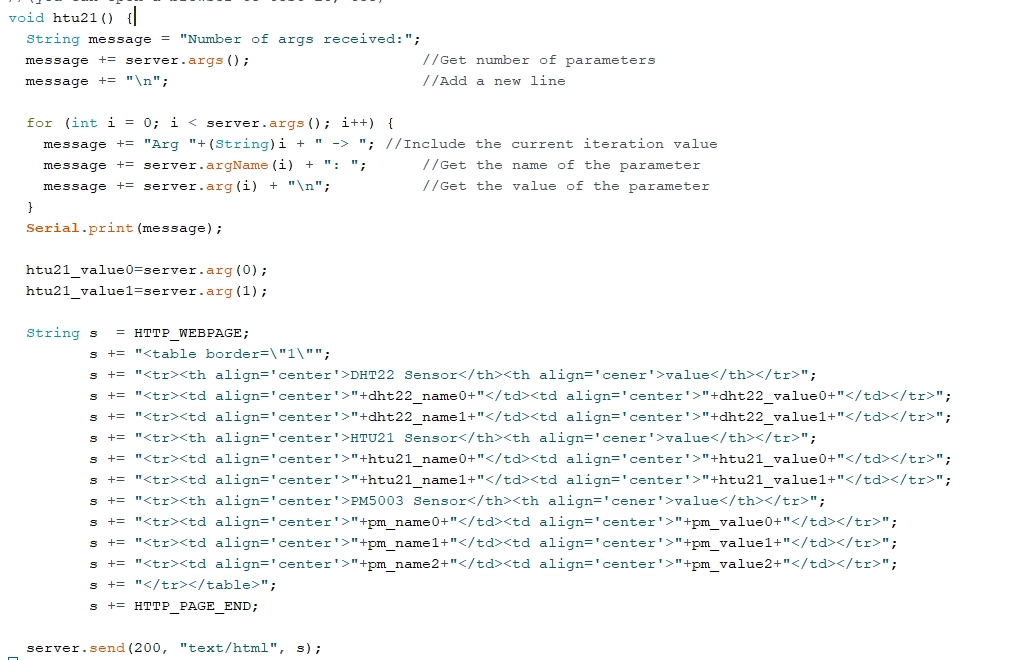 void htu21() {
String message = "Number of args received:";
message += server.args(); //Get number of parameters
message += "\n"; //Add a new line
for (int i = 0; i < server.args(); i++) {
message += "Arg "+(String)i + " -> "; //Include the current iteration value
message += server.argName(i) + ": "; //Get the name of the parameter
message += server.arg(i) + "\n"; //Get the value of the parameter
}
Serial.print(message);
htu21_value0=server.arg(0);
htu21_value1=server.arg(1);
String s = HTTP_WEBPAGE;
s += "<table border=\"1\"";
s += "<tr><th align='center'>DHT22 Sensor</th><th align='cener'>value</th></tr>";
s += "<tr><td align='center'>"+dht22_name0+"</td><td align='center'>"+dht22_value0+"</td></tr>";
s += "<tr><td align='center'>"+dht22_name1+"</td><td align='center'>"+dht22_value1+"</td></tr>";
s += "<tr><th align='center'>HTU21 Sensor</th><th align='cener'>value</th></tr>";
s += "<tr><td align='center'>"+htu21_name0+"</td><td align='center'>"+htu21_value0+"</td></tr>";
s += "<tr><td align='center'>"+htu21_name1+"</td><td align='center'>"+htu21_value1+"</td></tr>";
s += "<tr><th align='center'>PM5003 Sensor</th><th align='cener'>value</th></tr>";
s += "<tr><td align='center'>"+pm_name0+"</td><td align='center'>"+pm_value0+"</td></tr>";
s += "<tr><td align='center'>"+pm_name1+"</td><td align='center'>"+pm_value1+"</td></tr>";
s += "<tr><td align='center'>"+pm_name2+"</td><td align='center'>"+pm_value2+"</td></tr>";
s += "</tr></table>";
s += HTTP_PAGE_END;
server.send(200, "text/html", s);